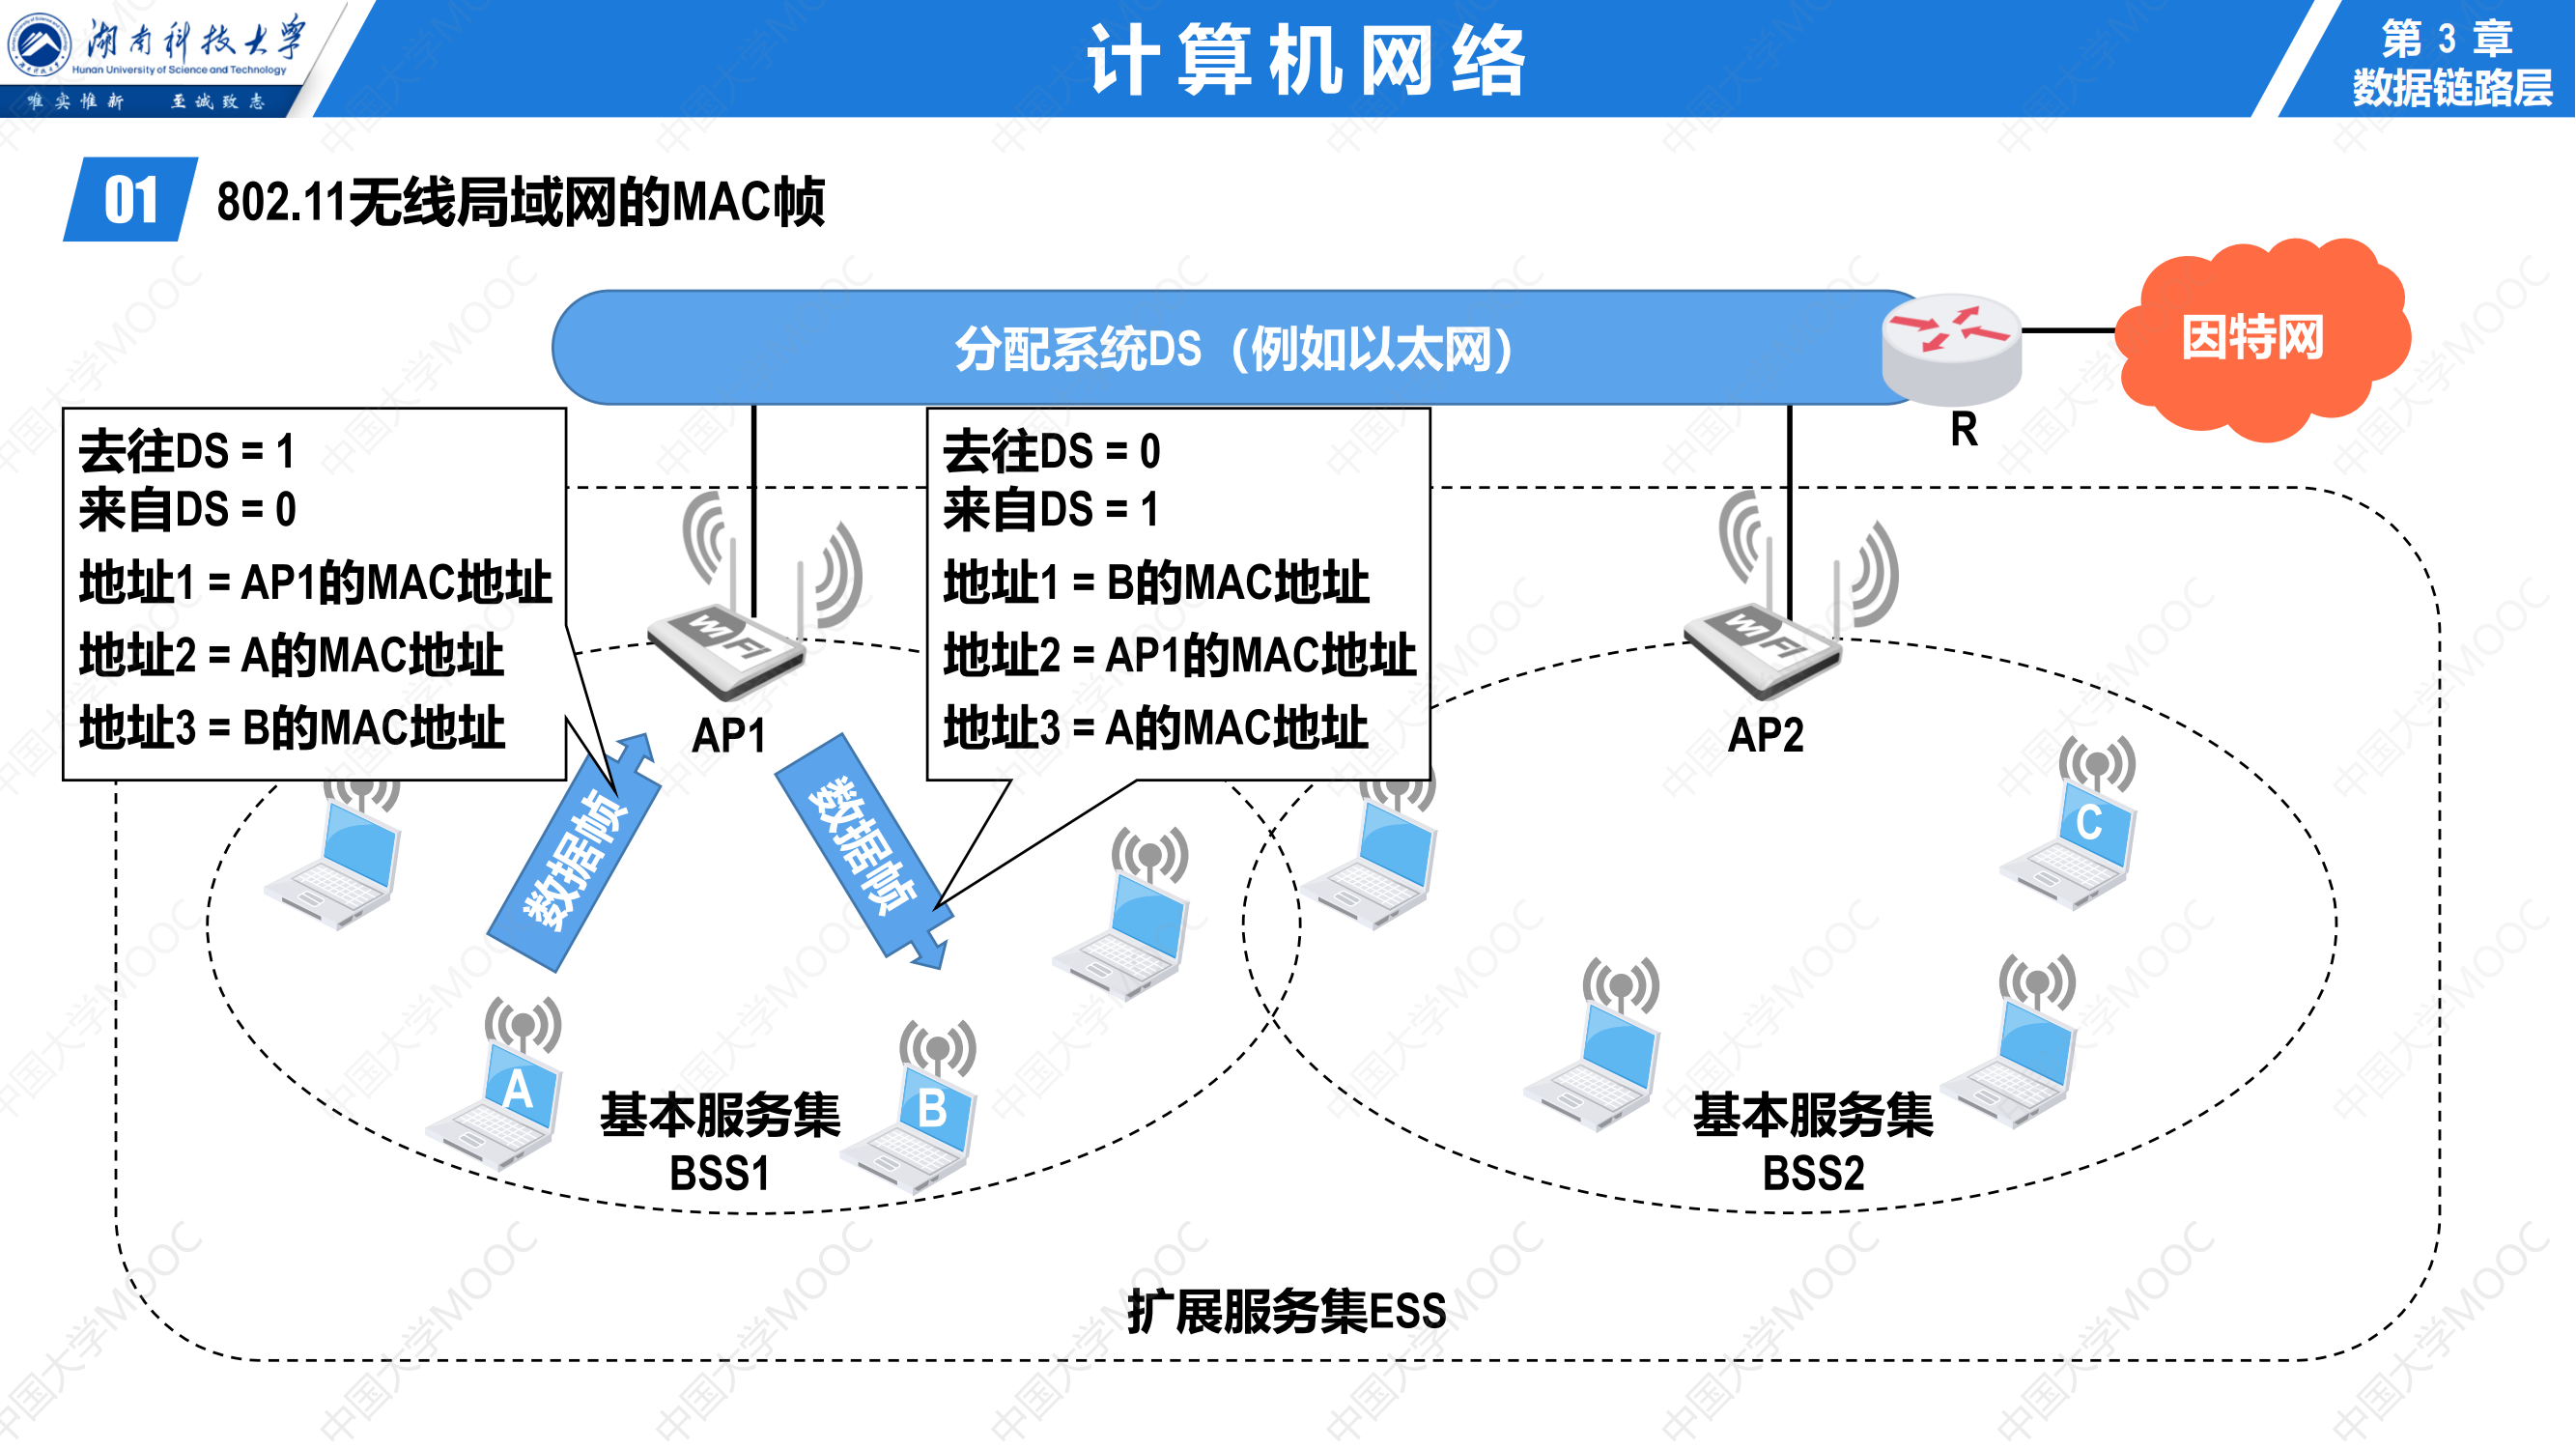 湖南科技大学
Hunan University of Science and Technology
唯实惟新 至诚致志
计算机网络
第 3 章
数据链路层
01
802.11无线局域网的MAC帧
分配系统DS（例如以太网）
因特网
R
去往DS = 1
来自DS = 0
地址1 = AP1的MAC地址
地址2 = A的MAC地址
地址3 = B的MAC地址
去往DS = 0
来自DS = 1
地址1 = B的MAC地址
地址2 = AP1的MAC地址
地址3 = A的MAC地址
WiFi
AP1
WiFi
AP2
数据帧
数据帧
C
A
B
基本服务集
BSS1
基本服务集
BSS2
扩展服务集ESS
中国大学MOOC